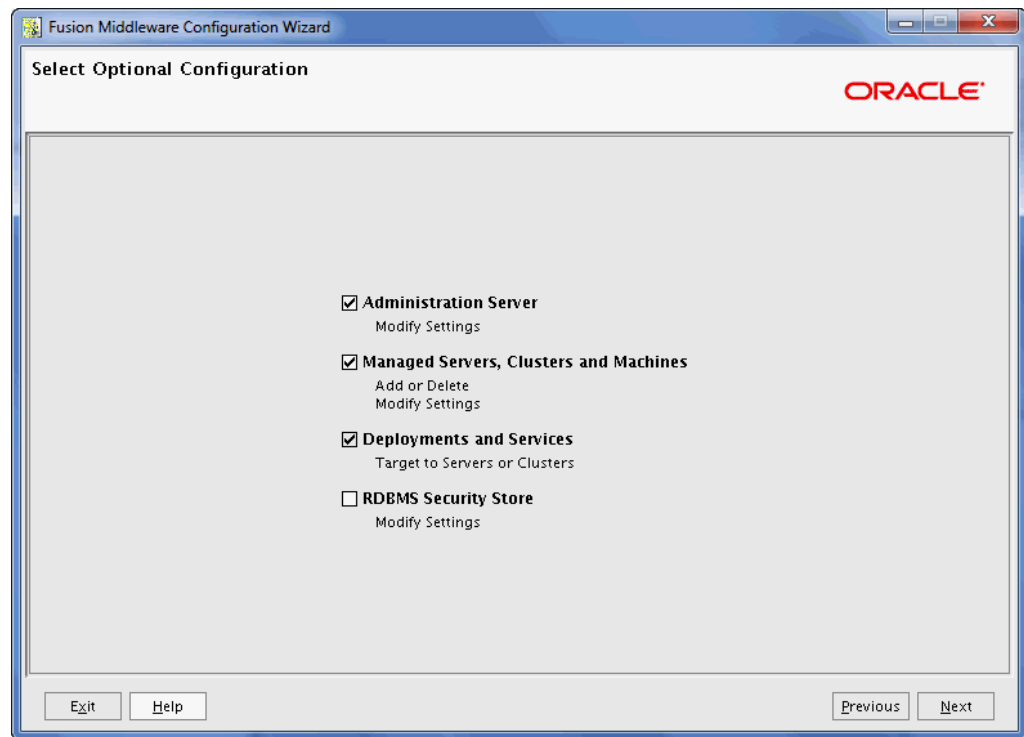 Fusion Middleware Configuration Wizard
Select Optional Configuration
ORACLE
Administration Server
Modify Settings
Managed Servers, Clusters and Machines
Add or Delete
Modify Settings
Deployments and Services
Target to Servers or Clusters
RDBMS Security Store
Modify Settings
Exit Help Previous Next